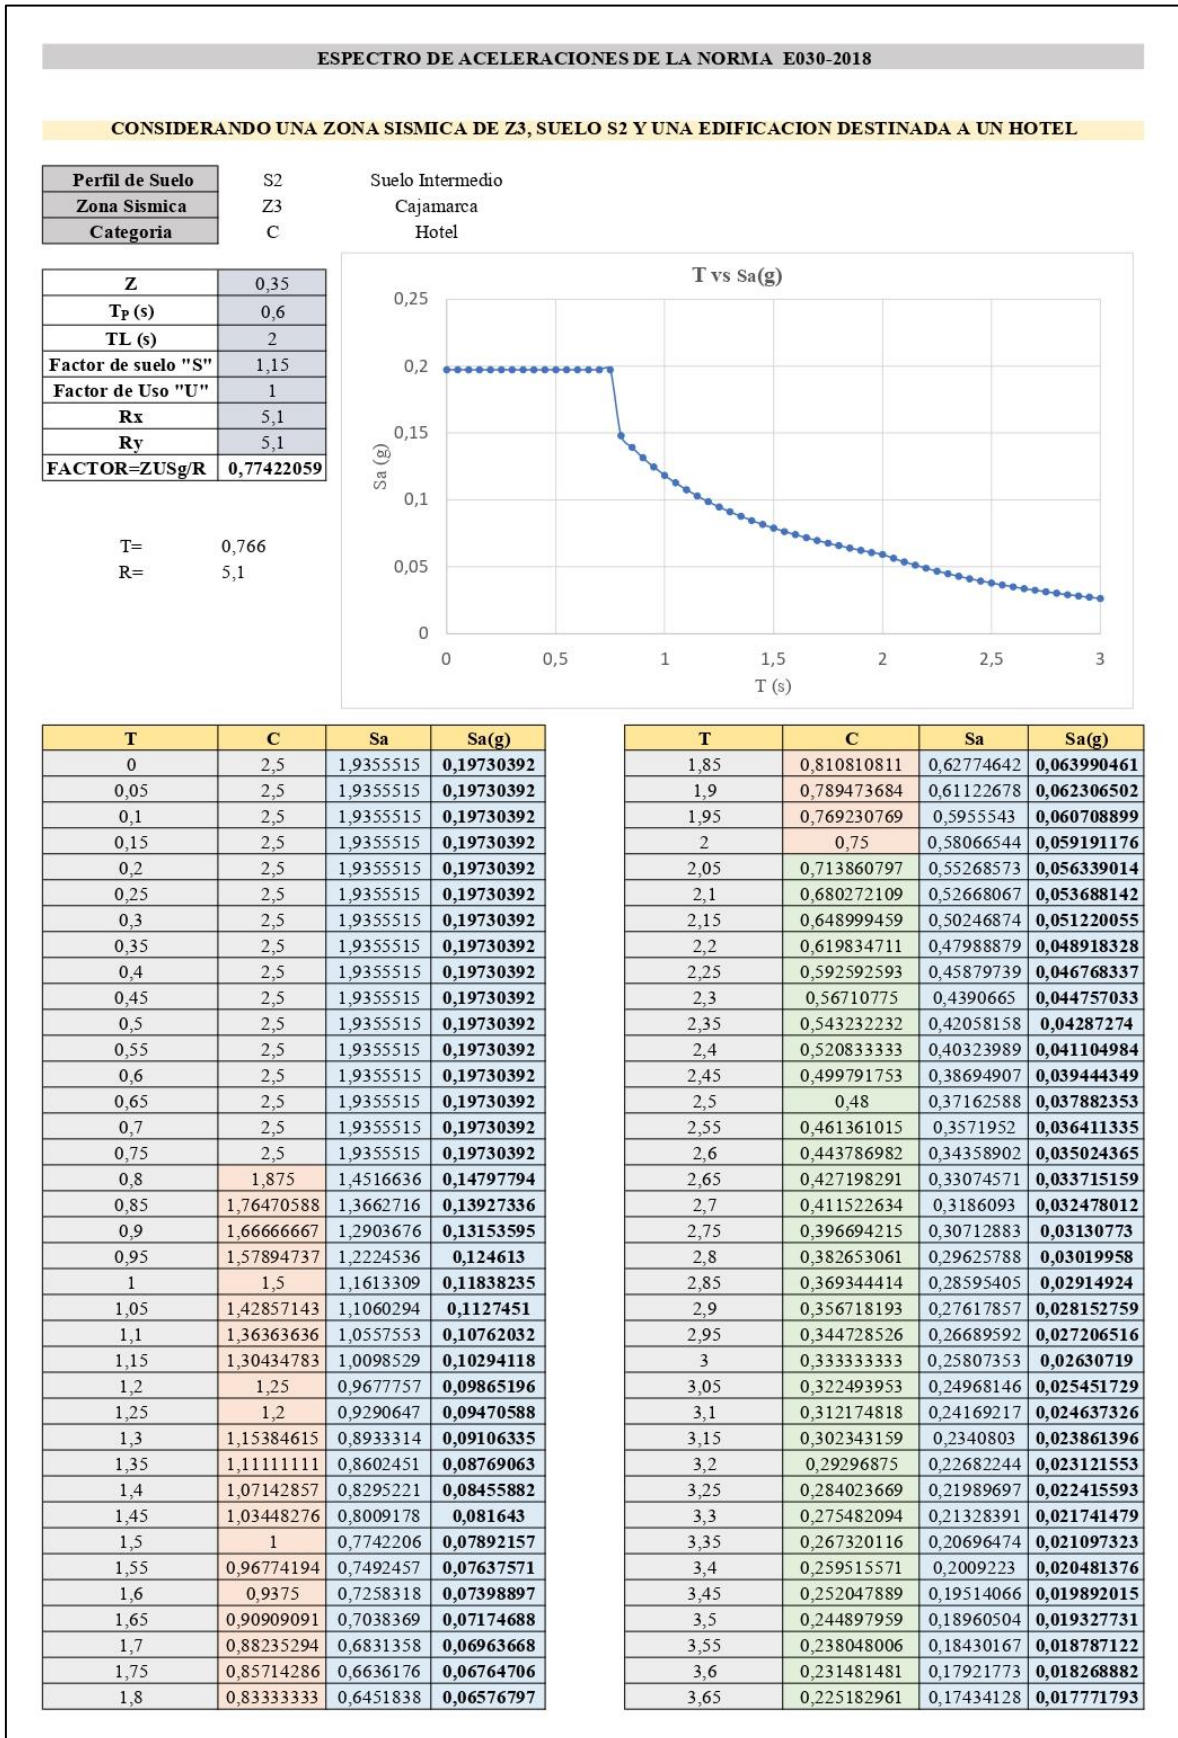 ESPECTRO DE ACELERACIONES DE LA NORMA E030-2018
CONSIDERANDO UNA ZONA SISMICA DE Z3, SUELO S2 Y UNA EDIFICACION DESTINADA A UN HOTEL
Perfil de Suelo S2 Suelo Intermedio
Zona Sismica Z3 Cajamarca
Categoria C Hotel
Z 0,35
TP (s) 0,6
TL (s) 2
Factor de suelo "S" 1,15
Factor de Uso "U" 1
Rx 5,1
Ry 5,1
FACTOR=ZUSg/R 0,77422059
T= 0,766
R= 5,1
T vs Sa(g)
0,25
0,2
0,15
0,1
0,05
0
Sa (g)
0 0,5 1 1,5 2 2,5 3
T (s)
T C Sa Sa(g)
0 2,5 1,9355515 0,19730392
0,05 2,5 1,9355515 0,19730392
0,1 2,5 1,9355515 0,19730392
0,15 2,5 1,9355515 0,19730392
0,2 2,5 1,9355515 0,19730392
0,25 2,5 1,9355515 0,19730392
0,3 2,5 1,9355515 0,19730392
0,35 2,5 1,9355515 0,19730392
0,4 2,5 1,9355515 0,19730392
0,45 2,5 1,9355515 0,19730392
0,5 2,5 1,9355515 0,19730392
0,55 2,5 1,9355515 0,19730392
0,6 2,5 1,9355515 0,19730392
0,65 2,5 1,9355515 0,19730392
0,7 2,5 1,9355515 0,19730392
0,75 2,5 1,9355515 0,19730392
0,8 1,875 1,4516636 0,14797794
0,85 1,76470588 1,3662716 0,13927336
0,9 1,66666667 1,2903676 0,13153595
0,95 1,57894737 1,2224536 0,124613
1 1,5 1,1613309 0,11838235
1,05 1,42857143 1,1060294 0,1127451
1,1 1,36363636 1,0557553 0,10762032
1,15 1,30434783 1,0098529 0,10294118
1,2 1,25 0,9677757 0,09865196
1,25 1,2 0,9290647 0,09470588
1,3 1,15384615 0,8933314 0,09106335
1,35 1,11111111 0,8602451 0,08769063
1,4 1,07142857 0,8295221 0,08455882
1,45 1,03448276 0,8009178 0,081643
1,5 1 0,7742206 0,07892157
1,55 0,96774194 0,7492457 0,07637571
1,6 0,9375 0,7258318 0,07398897
1,65 0,90909091 0,7038369 0,07174688
1,7 0,88235294 0,6831358 0,06963668
1,75 0,85714286 0,6636176 0,06764706
1,8 0,83333333 0,6451838 0,06576797
T C Sa Sa(g)
1,85 0,810810811 0,62774642 0,063990461
1,9 0,789473684 0,61122678 0,062306502
1,95 0,769230769 0,5955543 0,060708899
2 0,75 0,58066544 0,059191176
2,05 0,713860797 0,55268573 0,056339014
2,1 0,680272109 0,52668067 0,053688142
2,15 0,648999459 0,50246874 0,051220055
2,2 0,619834711 0,47988879 0,048918328
2,25 0,592592593 0,45879739 0,046768337
2,3 0,56710775 0,4390665 0,044757033
2,35 0,543232232 0,42058158 0,04287274
2,4 0,520833333 0,40323989 0,041104984
2,45 0,499791753 0,38694907 0,039444349
2,5 0,48 0,37162588 0,037882353
2,55 0,461361015 0,3571952 0,036411335
2,6 0,443786982 0,34358902 0,035024365
2,65 0,427198291 0,33074571 0,033715159
2,7 0,411522634 0,3186093 0,032478012
2,75 0,396694215 0,30712883 0,03130773
2,8 0,382653061 0,29625788 0,03019958
2,85 0,369344414 0,28595405 0,02914924
2,9 0,356718193 0,27617857 0,028152759
2,95 0,344728526 0,26689592 0,027206516
3 0,333333333 0,25807353 0,02630719
3,05 0,322493953 0,24968146 0,025451729
3,1 0,312174818 0,24169217 0,024637326
3,15 0,302343159 0,2340803 0,023861396
3,2 0,29296875 0,22682244 0,023121553
3,25 0,284023669 0,21989697 0,022415593
3,3 0,275482094 0,21328391 0,021741479
3,35 0,267320116 0,20696474 0,021097323
3,4 0,259515571 0,2009223 0,020481376
3,45 0,252047889 0,19514066 0,019892015
3,5 0,244897959 0,18960504 0,019327731
3,55 0,238048006 0,18430167 0,018787122
3,6 0,231481481 0,17921773 0,018268882
3,65 0,225182961 0,17434128 0,017771793